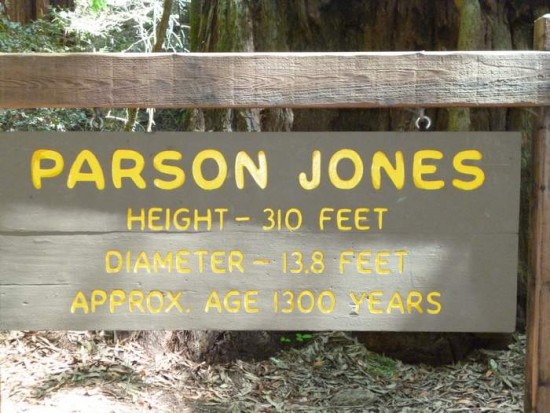 PARSON JONES
HEIGHT – 310 FEET
DIAMETER – 13.8 FEET
APPROX. AGE 1300 YEARS